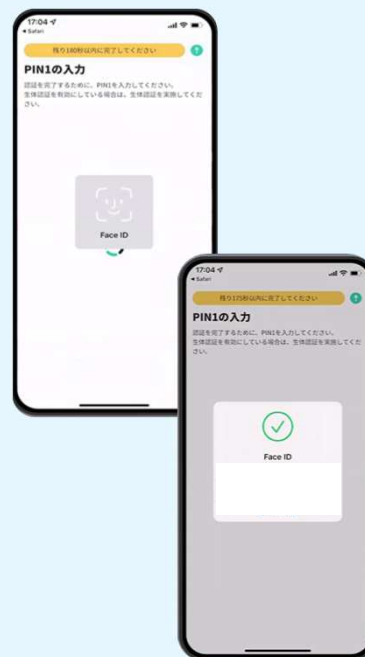 17:04
◀ Safari
残り180秒以内に完了してください
PIN1の入力
認証を完了するために、PIN1を入力してください。
生体認証を有効にしている場合は、生体認証を実施してくだ
さい。
Face ID
17:04
◀ Safari
残り175秒以内に完了してください
PIN1の入力
認証を完了するために、PIN1を入力してください。
生体認証を有効にしている場合は、生体認証を実施してくだ
さい。
Face ID